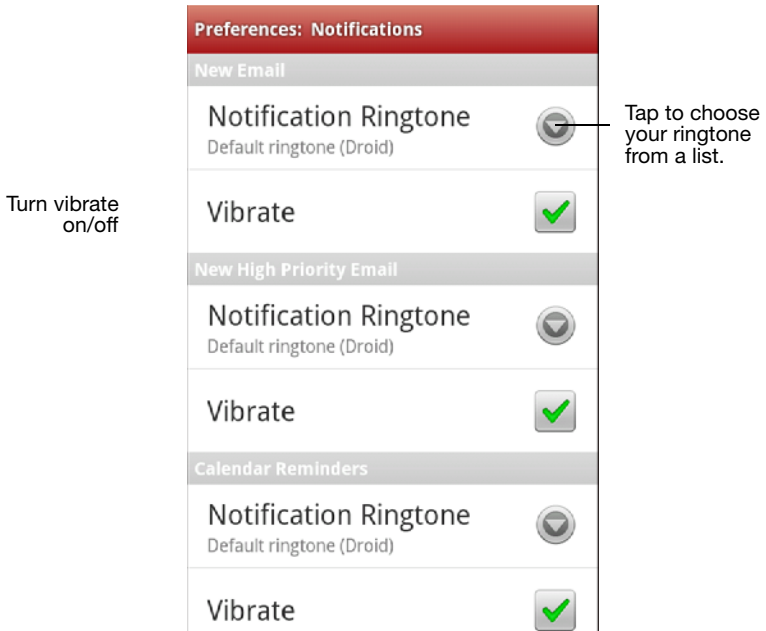 Preferences: Notifications
New Email
Notification Ringtone
Default ringtone (Droid)
Tap to choose
your ringtone
from a list.
Turn vibrate
on/off
Vibrate
New High Priority Email
Notification Ringtone
Default ringtone (Droid)
Vibrate
Calendar Reminders
Notification Ringtone
Default ringtone (Droid)
Vibrate